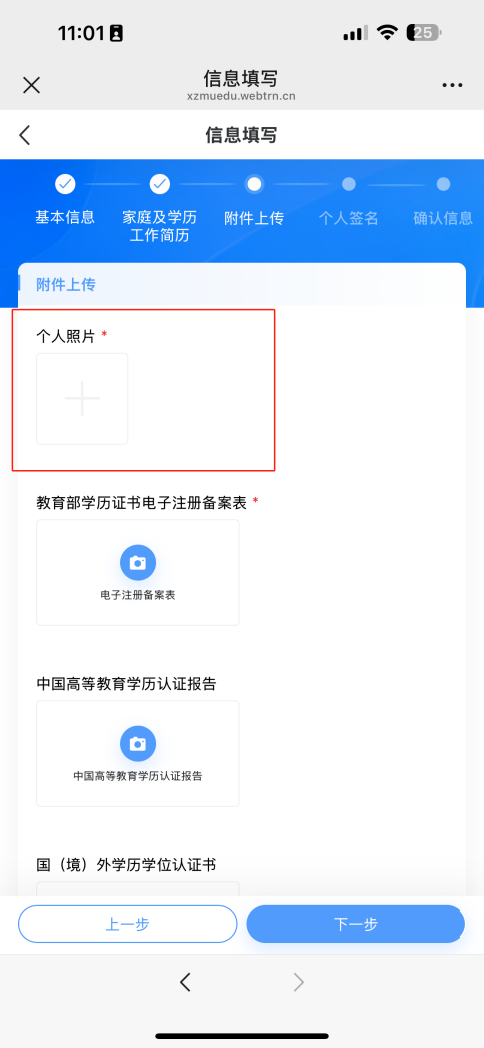 11:01
25
信息填写
xzmuedu.webtrn.cn
信息填写
基本信息
家庭及学历
工作简历
附件上传
个人签名
确认信息
附件上传
个人照片 *
教育部学历证书电子注册备案表 *
电子注册备案表
中国高等教育学历认证报告
中国高等教育学历认证报告
国（境）外学历学位认证书
上一步
下一步